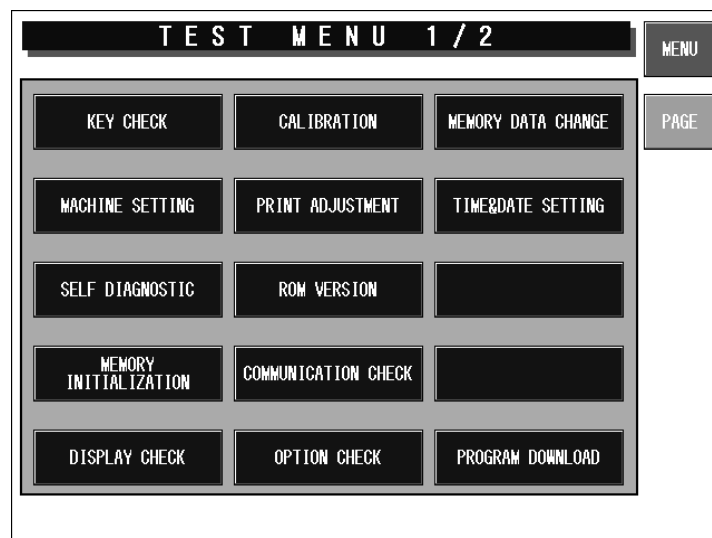 TEST MENU 1/2
MENU
KEY CHECK
CALIBRATION
MEMORY DATA CHANGE
PAGE
MACHINE SETTING
PRINT ADJUSTMENT
TIME&DATE SETTING
SELF DIAGNOSTIC
ROM VERSION
MEMORY
INITIALIZATION
COMMUNICATION CHECK
DISPLAY CHECK
OPTION CHECK
PROGRAM DOWNLOAD